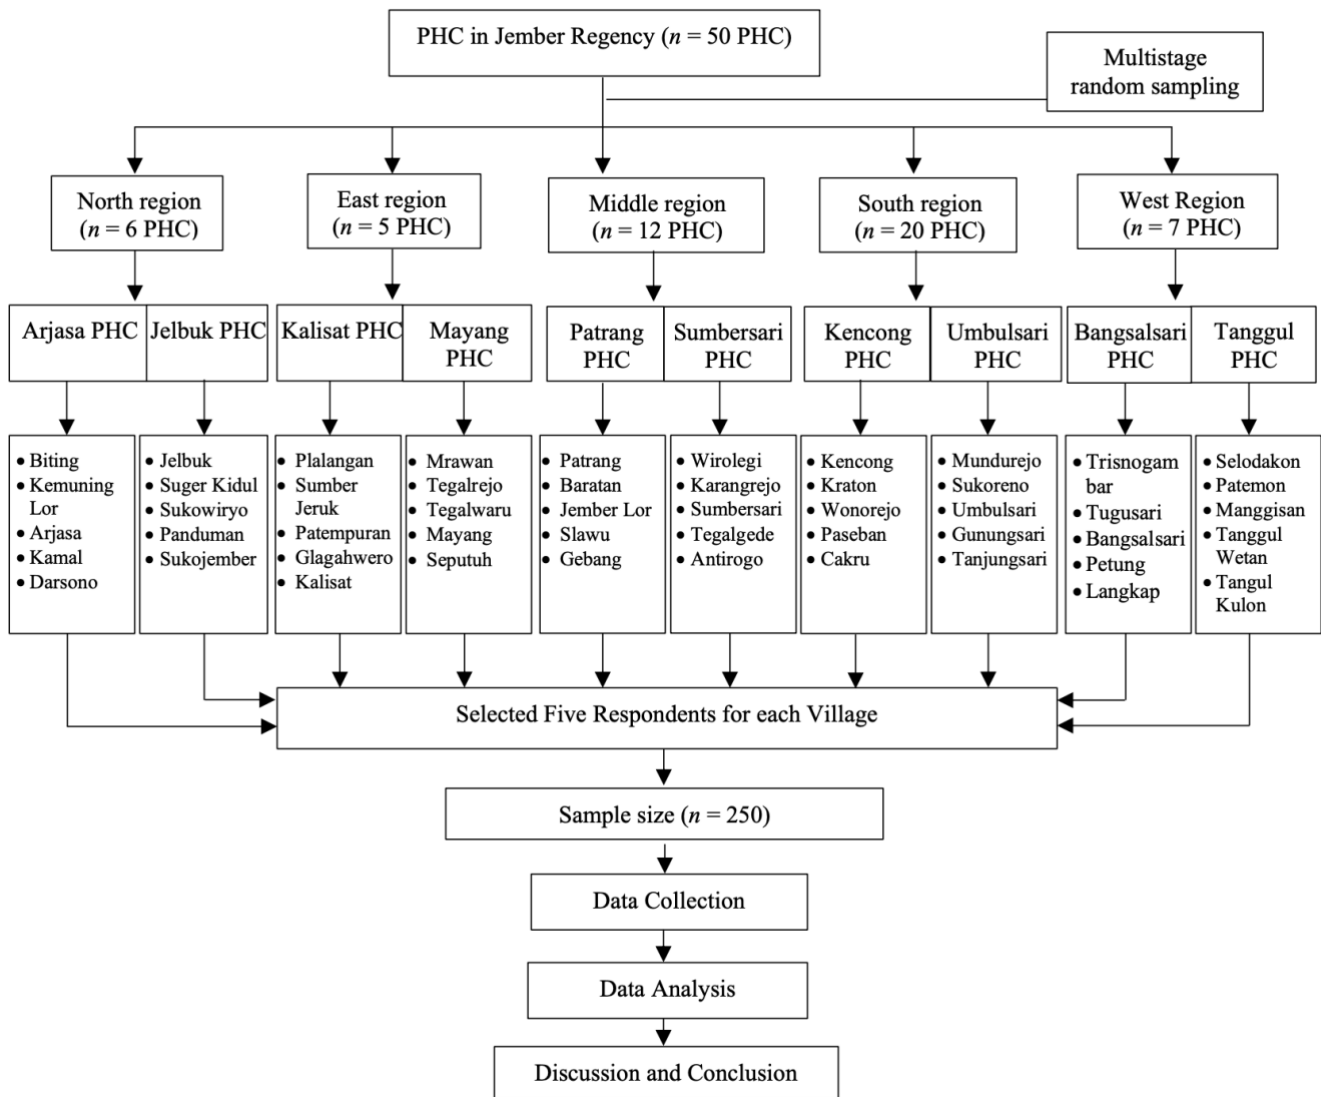 PHC in Jember Regency (n = 50 PHC)
Multistage
random sampling
North region
(n = 6 PHC)
East region
(n = 5 PHC)
Middle region
(n = 12 PHC)
South region
(n = 20 PHC)
West Region
(n = 7 PHC)
Arjasa PHC
Jelbuk PHC
Kalisat PHC
Mayang
PHC
Patrang
PHC
Sumbersari
PHC
Kencong
PHC
Umbulsari
PHC
Bangsalsari
PHC
Tanggul
PHC
• Biting
• Kemuning
Lor
• Arjasa
• Kamal
• Darsono
• Jelbuk
• Suger Kidul
• Sukowiryo
• Panduman
• Sukojember
• Plalangan
• Sumber
Jeruk
• Patempuran
• Glagahwero
• Kalisat
• Mrawan
• Tegalrejo
• Tegalwaru
• Mayang
• Seputuh
• Patrang
• Baratan
• Jember Lor
• Slawu
• Gebang
• Wirolegi
• Karangrejo
• Sumbersari
• Tegalgede
• Antirogo
• Kencong
• Kraton
• Wonorejo
• Paseban
• Cakru
• Mundurejo
• Sukoreno
• Umbulsari
• Gunungsari
• Tanjungsari
• Trisnogam
bar
• Tugusari
• Bangsalsari
• Petung
• Langkap
• Selodakon
• Patemon
• Manggisan
• Tanggul
Wetan
• Tangul
Kulon
Selected Five Respondents for each Village
Sample size (n = 250)
Data Collection
Data Analysis
Discussion and Conclusion